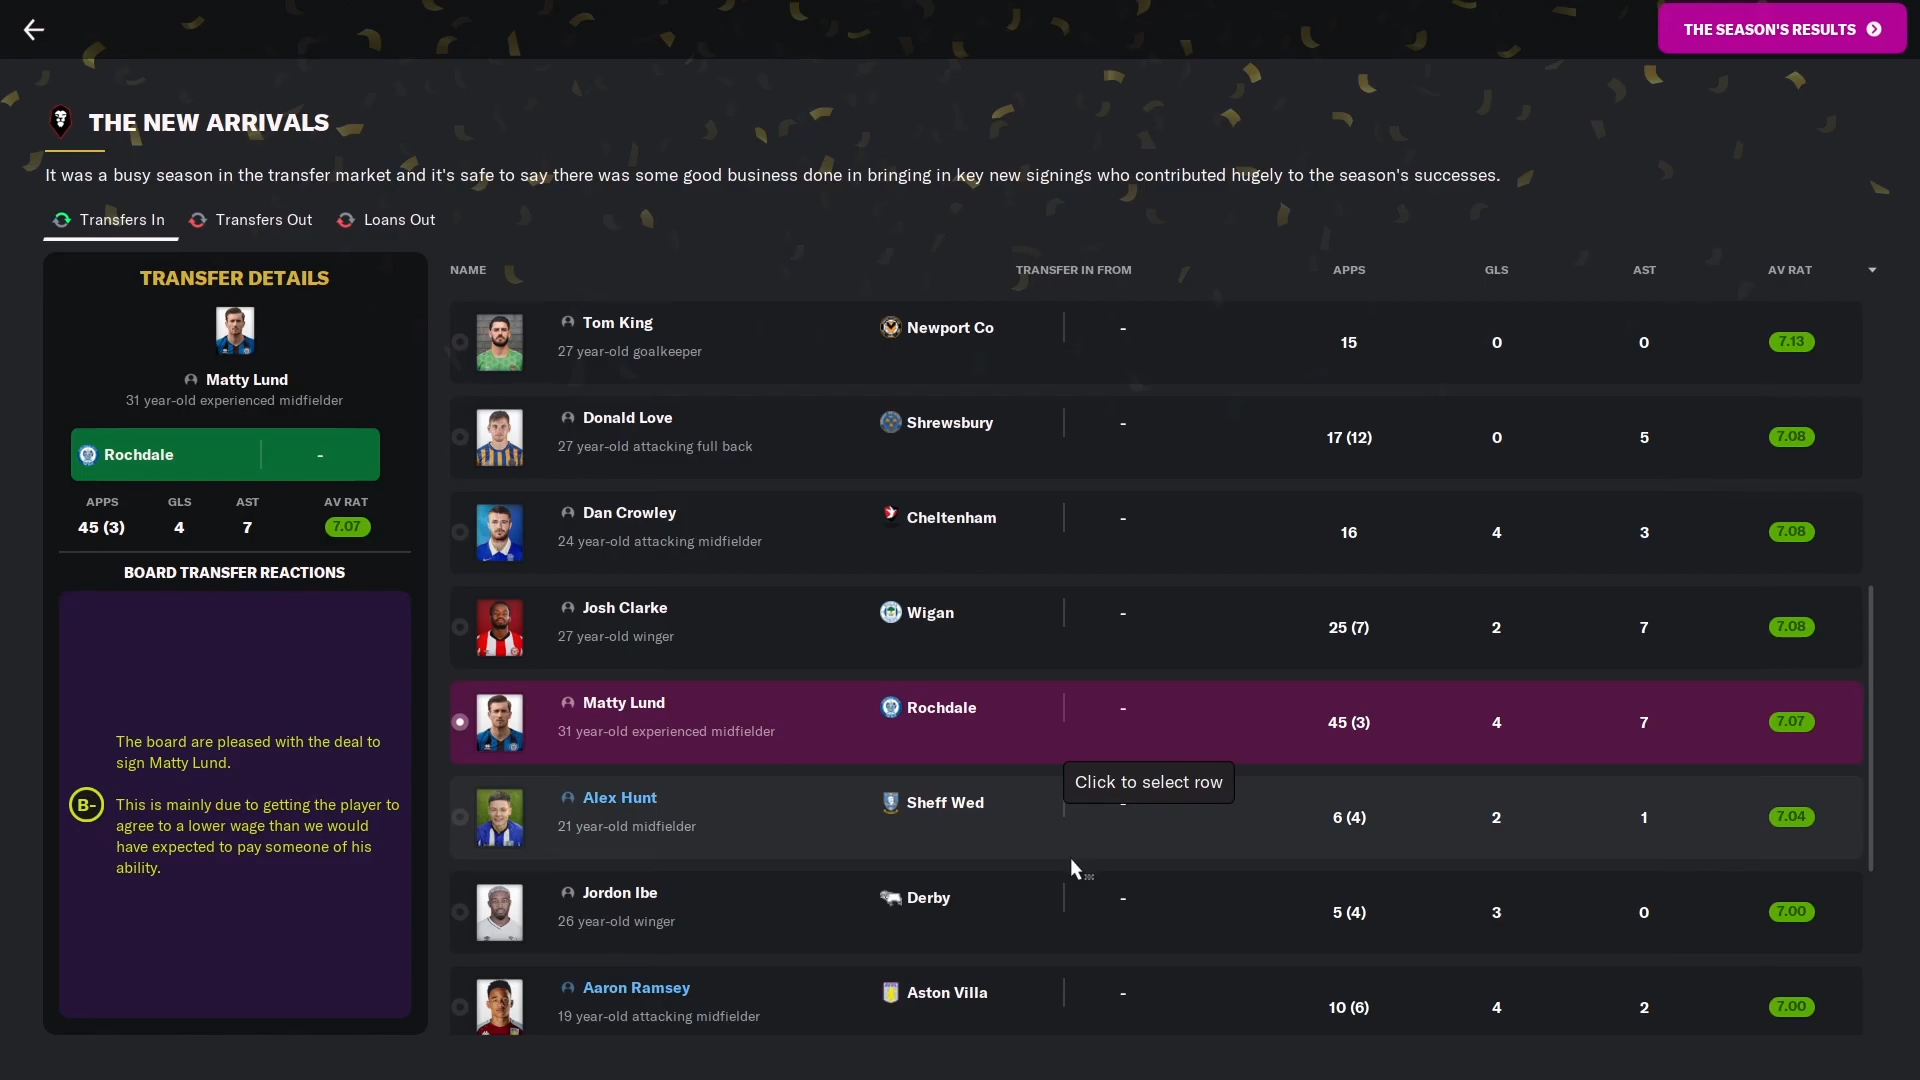 THE SEASON'S RESULTS
THE NEW ARRIVALS
It was a busy season in the transfer market and it's safe to say there was some good business done in bringing in key new signings who contributed hugely to the season's successes.
Transfers In Transfers Out Loans Out
TRANSFER DETAILS
Matty Lund
31 year-old experienced midfielder
Rochdale -
APPS GLS AST AV RAT
45 (3) 4 7 7.07
BOARD TRANSFER REACTIONS
The board are pleased with the deal to
sign Matty Lund.
B-
This is mainly due to getting the player to
agree to a lower wage than we would
have expected to pay someone of his
ability.
NAME TRANSFER IN FROM APPS GLS AST AV RAT
Tom King Newport Co - 15 0 0 7.13
27 year-old goalkeeper
Donald Love Shrewsbury - 17 (12) 0 5 7.08
27 year-old attacking full back
Dan Crowley Cheltenham - 16 4 3 7.08
24 year-old attacking midfielder
Josh Clarke Wigan - 25 (7) 2 7 7.08
27 year-old winger
Matty Lund Rochdale - 45 (3) 4 7 7.07
31 year-old experienced midfielder
Click to select row
Alex Hunt Sheff Wed - 6 (4) 2 1 7.04
21 year-old midfielder
Jordon Ibe Derby - 5 (4) 3 0 7.00
26 year-old winger
Aaron Ramsey Aston Villa - 10 (6) 4 2 7.00
19 year-old attacking midfielder